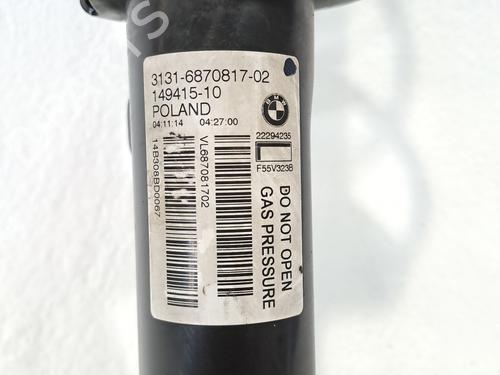 3131-6870817-02
149415-10
POLAND
04:11:14 04:27:00
BMW
22294235
F55V323B
14B308BD0067
VL687081702
DO NOT OPEN
GAS PRESSURE